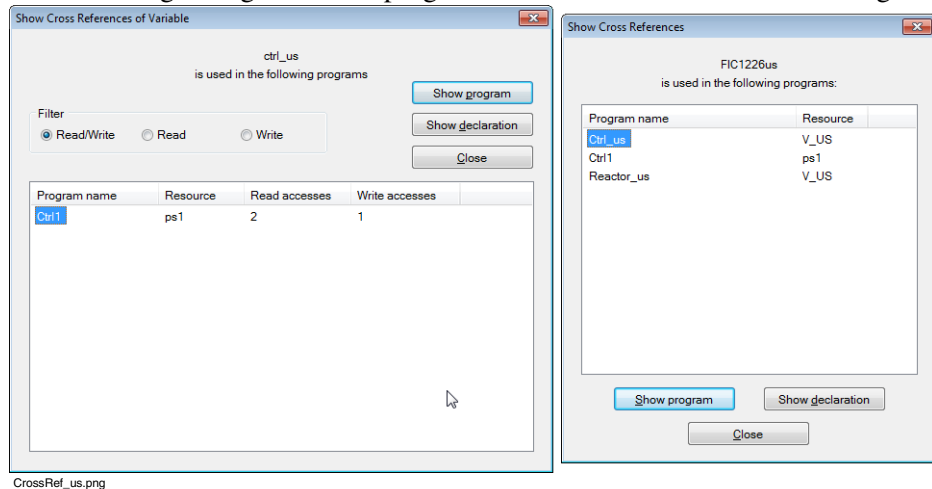 Show Cross References of Variable
ctrl_us
is used in the following programs
Show program
Filter
Read/Write Read Write
Show declaration
Close
Program name Resource Read accesses Write accesses
Ctrl1 ps1 2 1
Show Cross References
FIC1226us
is used in the following programs:
Program name Resource
Ctrl_us V_US
Ctrl1 ps1
Reactor_us V_US
Show program Show declaration
Close
CrossRef_us.png